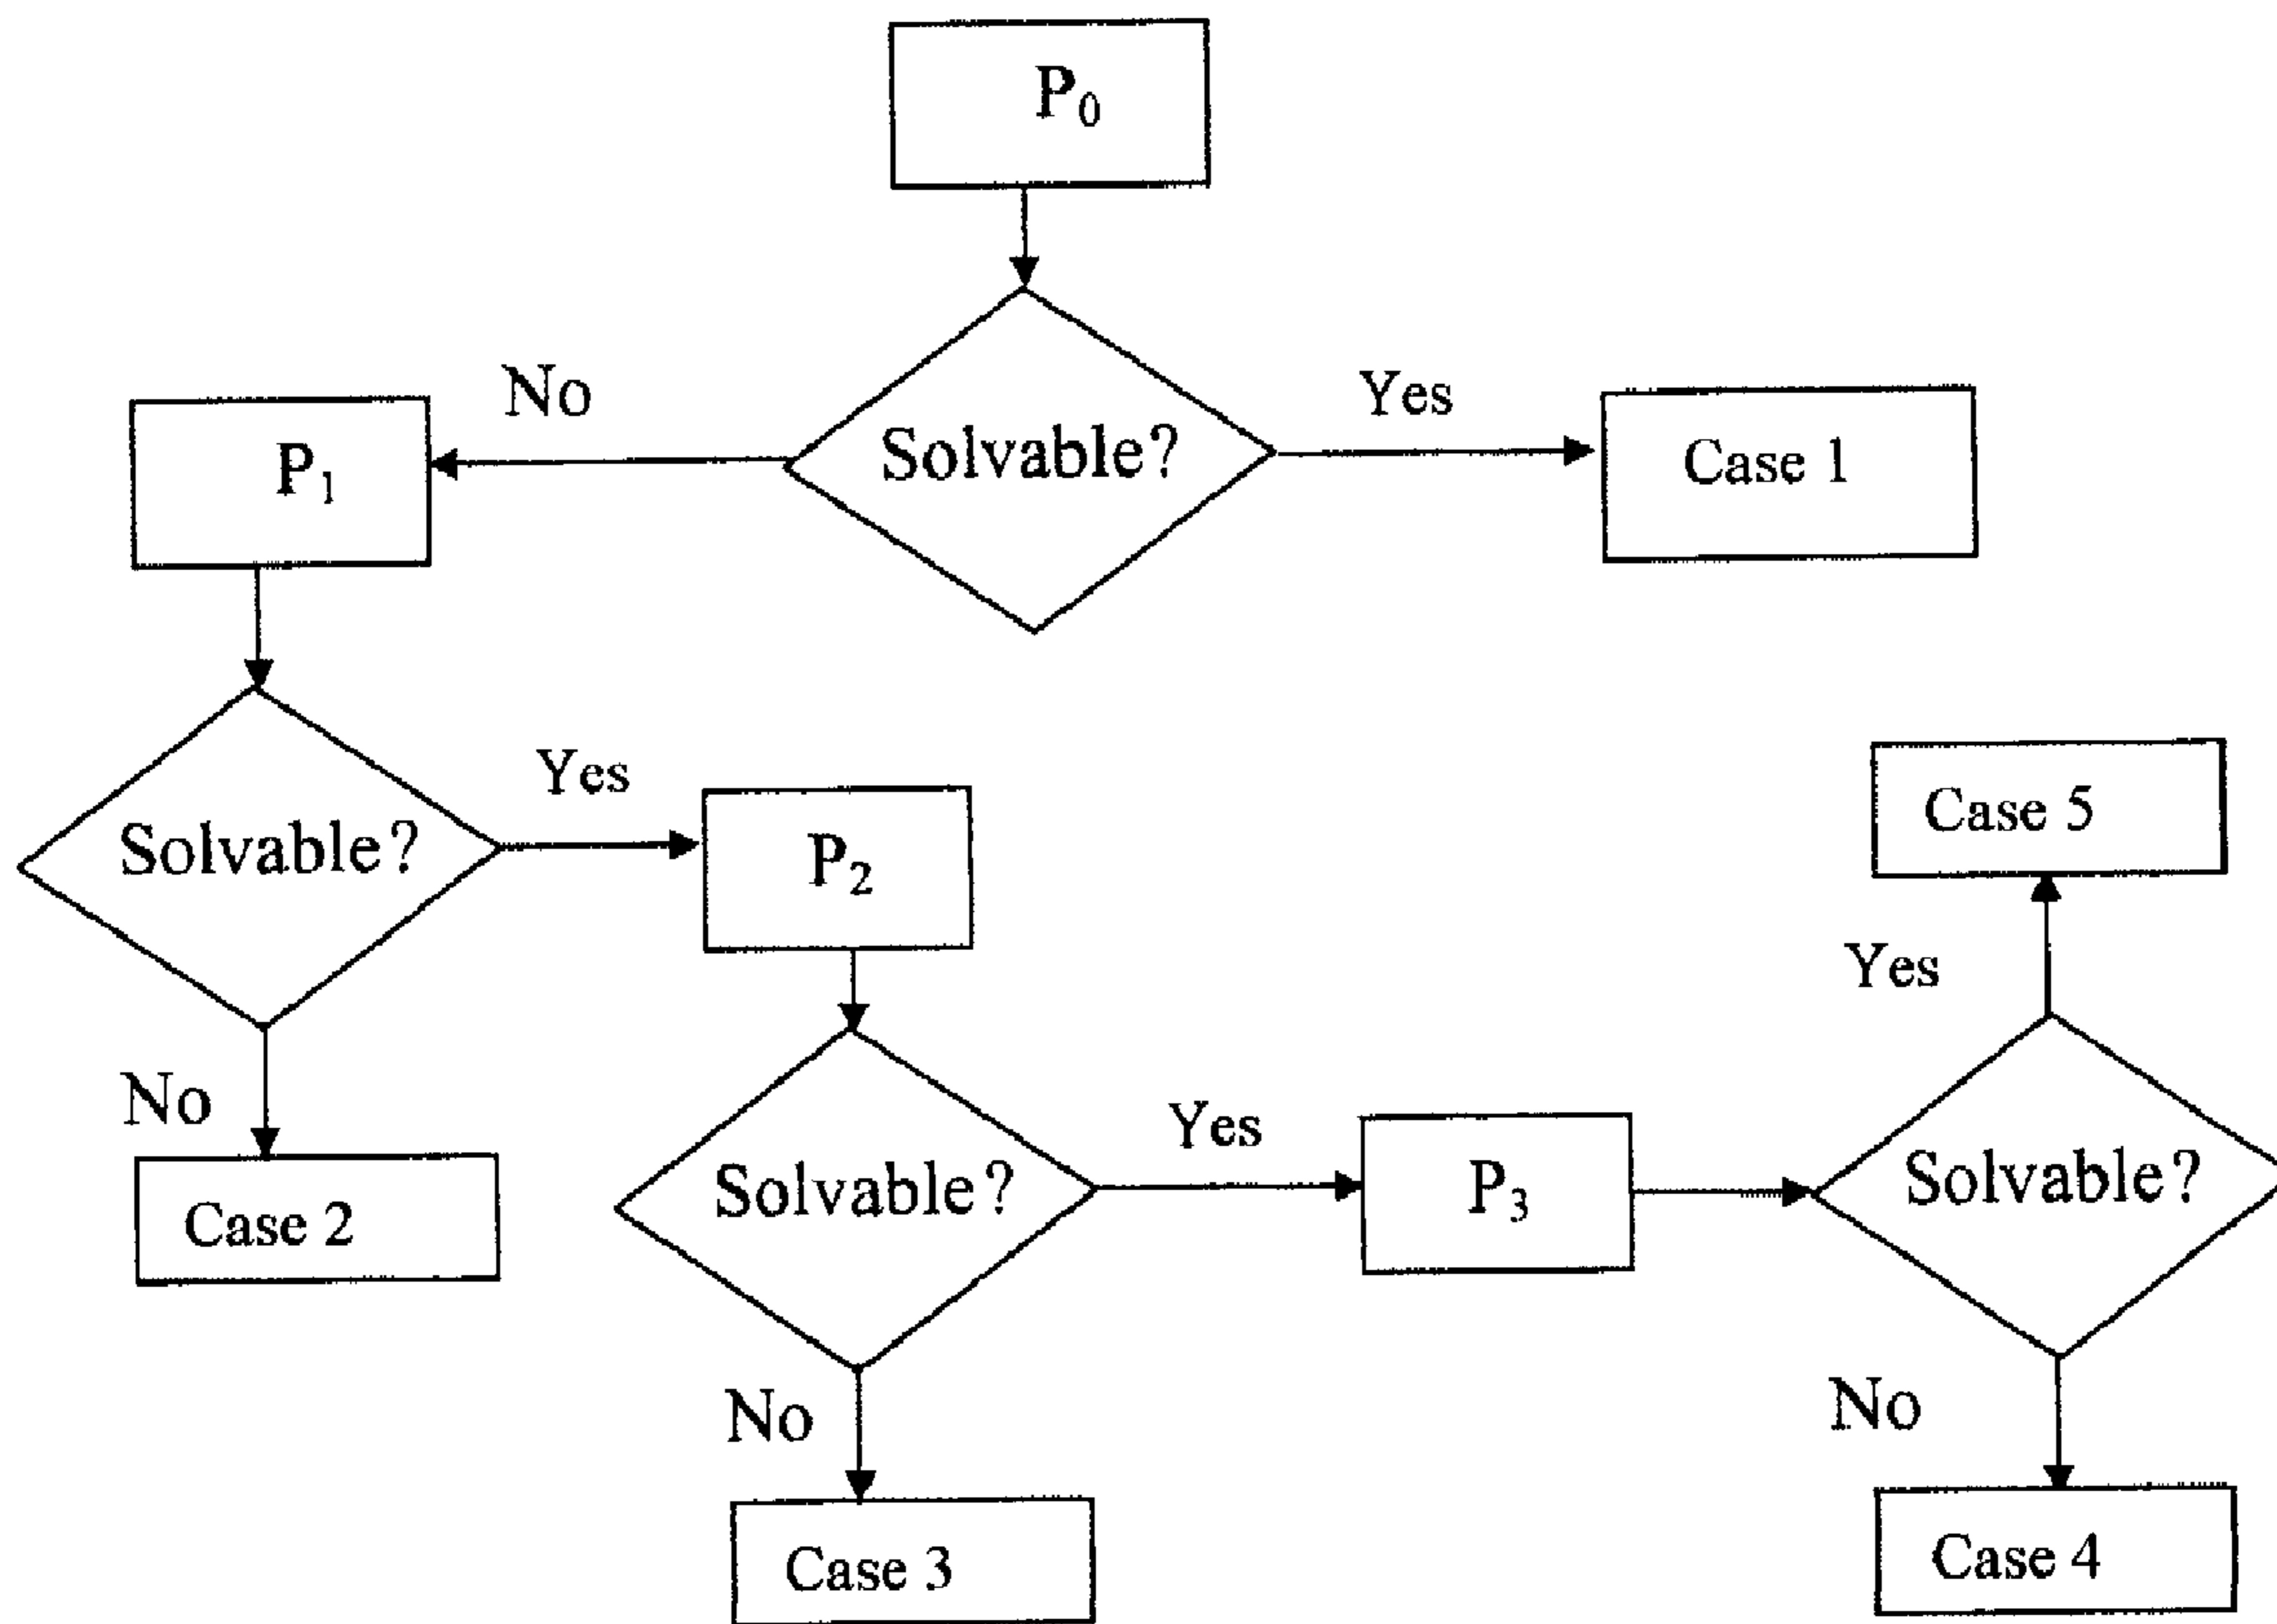 P₀
No
Yes
Solvable?
Case 1
P₁
Yes
Solvable?
P₂
Case 5
Yes
No
Yes
Solvable?
P₃
Solvable?
Case 2
No
No
Case 3
Case 4